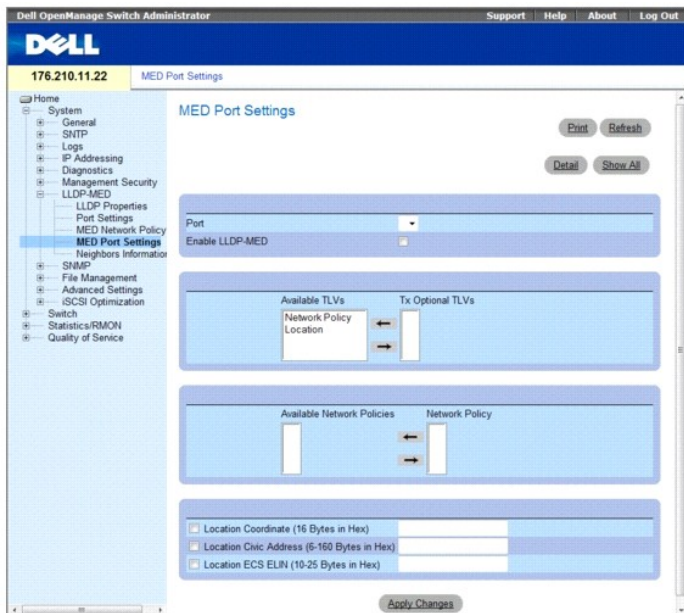 Dell OpenManage Switch Administrator Support Help About Log Out
DELL
176.210.11.22 MED Port Settings
Home
System
General
SNTP
Logs
IP Addressing
Diagnostics
Management Security
LLDP-MED
LLDP Properties
Port Settings
MED Network Policy
MED Port Settings
Neighbors Information
SNMP
File Management
Advanced Settings
iSCSI Optimization
Switch
Statistics/RMON
Quality of Service
MED Port Settings
Print Refresh
Detail Show All
Port
Enable LLDP-MED
Available TLVs Tx Optional TLVs
Network Policy
Location
Available Network Policies Network Policy
Location Coordinate (16 Bytes in Hex)
Location Civic Address (6-160 Bytes in Hex)
Location ECS ELIN (10-25 Bytes in Hex)
Apply Changes